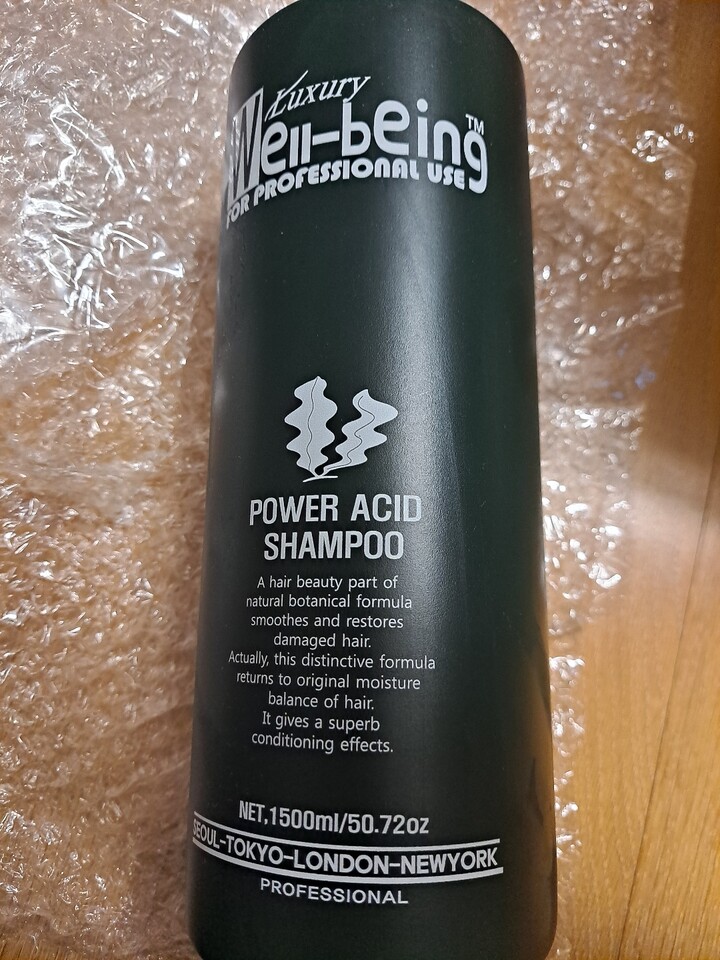 Luxury
Well-being™
FOR PROFESSIONAL USE
POWER ACID
SHAMPOO
A hair beauty part of
natural botanical formula
smoothes and restores
damaged hair.
Actually, this distinctive formula
returns to original moisture
balance of hair.
It gives a superb
conditioning effects.
NET,1500ml/50.72oz
SEOUL-TOKYO-LONDON-NEWYORK
PROFESSIONAL